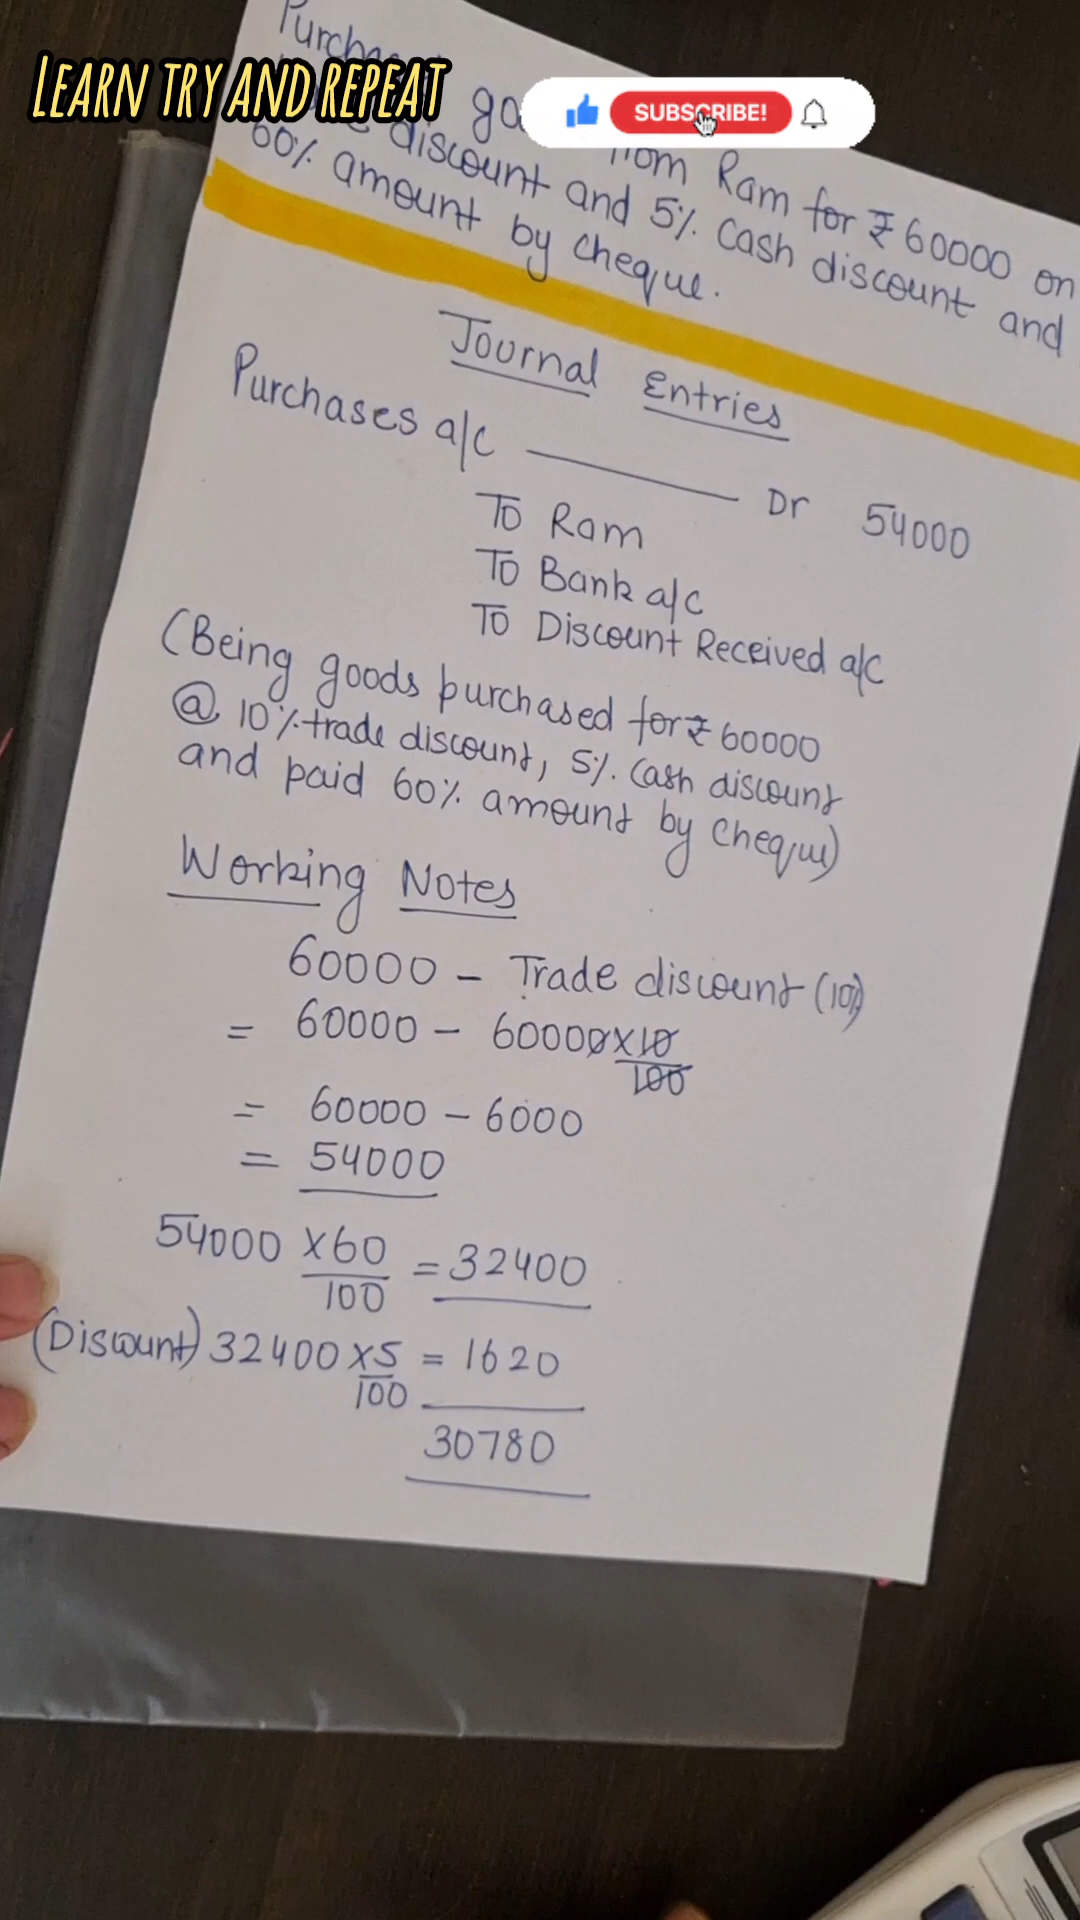 LEARN TRY AND REPEAT
SUBSCRIBE!
Purchased
from Ram for ₹ 60000 on
discount and 5% Cash discount and
60% amount by Cheque.
Journal Entries
Purchases a/c ——— Dr 54000
To Ram
To Bank a/c
To Discount Received a/c
(Being goods purchased for ₹ 60000
@ 10% trade discount, 5% Cash discount
and paid 60% amount by Cheque)
Working Notes
60000 - Trade discount (10%)
= 60000 - 60000 x 10
100
= 60000 - 6000
= 54000
54000 x 60 = 32400
100
(Discount) 32400 x 5 = 1620
100
30780